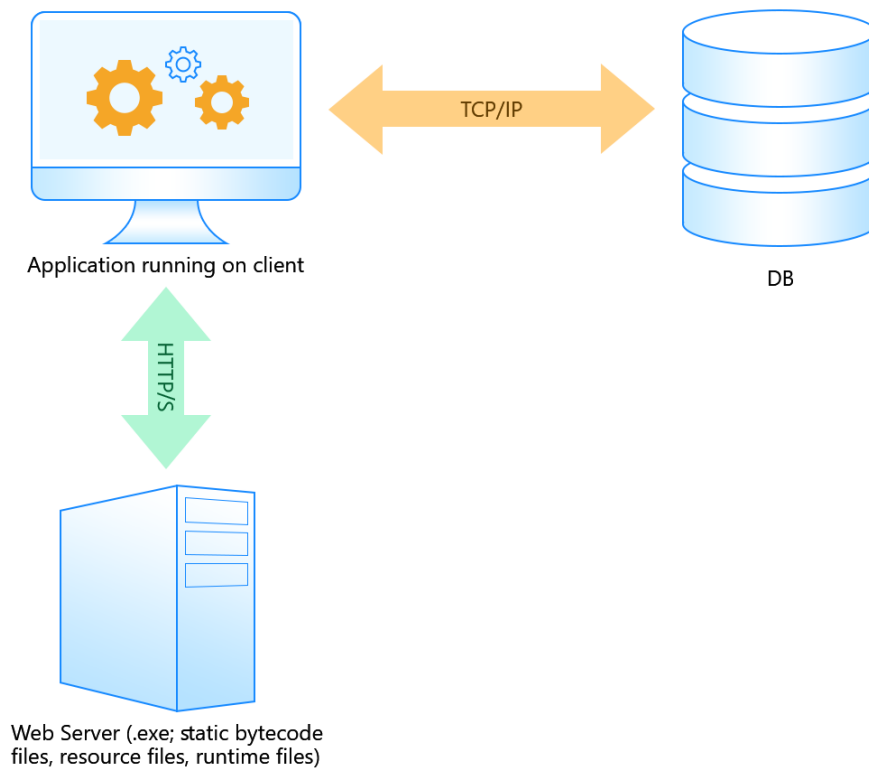 TCP/IP
Application running on client
DB
HTTP/S
Web Server (.exe; static bytecode
files, resource files, runtime files)